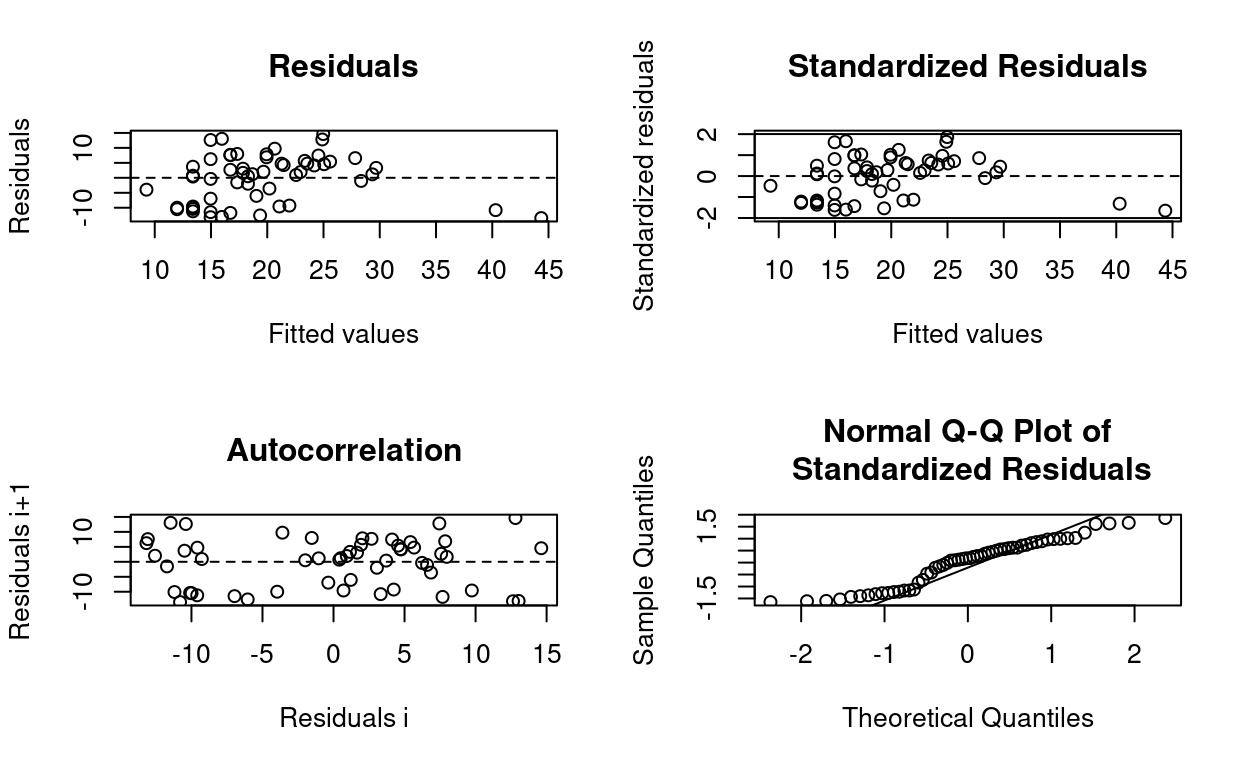 Residuals
Residuals
10
-10
10 15 20 25 30 35 40 45
Fitted values
Standardized Residuals
Standardized residuals
2
0
-2
10 15 20 25 30 35 40 45
Fitted values
Autocorrelation
Residuals i+1
10
-10
-10 -5 0 5 10 15
Residuals i
Normal Q-Q Plot of
Standardized Residuals
Sample Quantiles
1.5
-1.5
-2 -1 0 1 2
Theoretical Quantiles